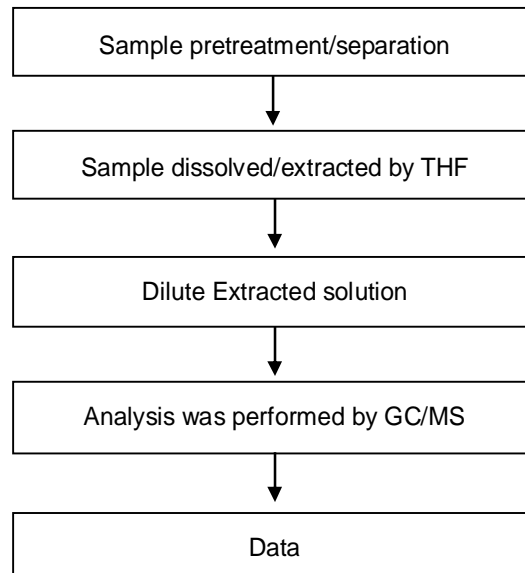 Sample pretreatment/separation
Sample dissolved/extracted by THF
Dilute Extracted solution
Analysis was performed by GC/MS
Data